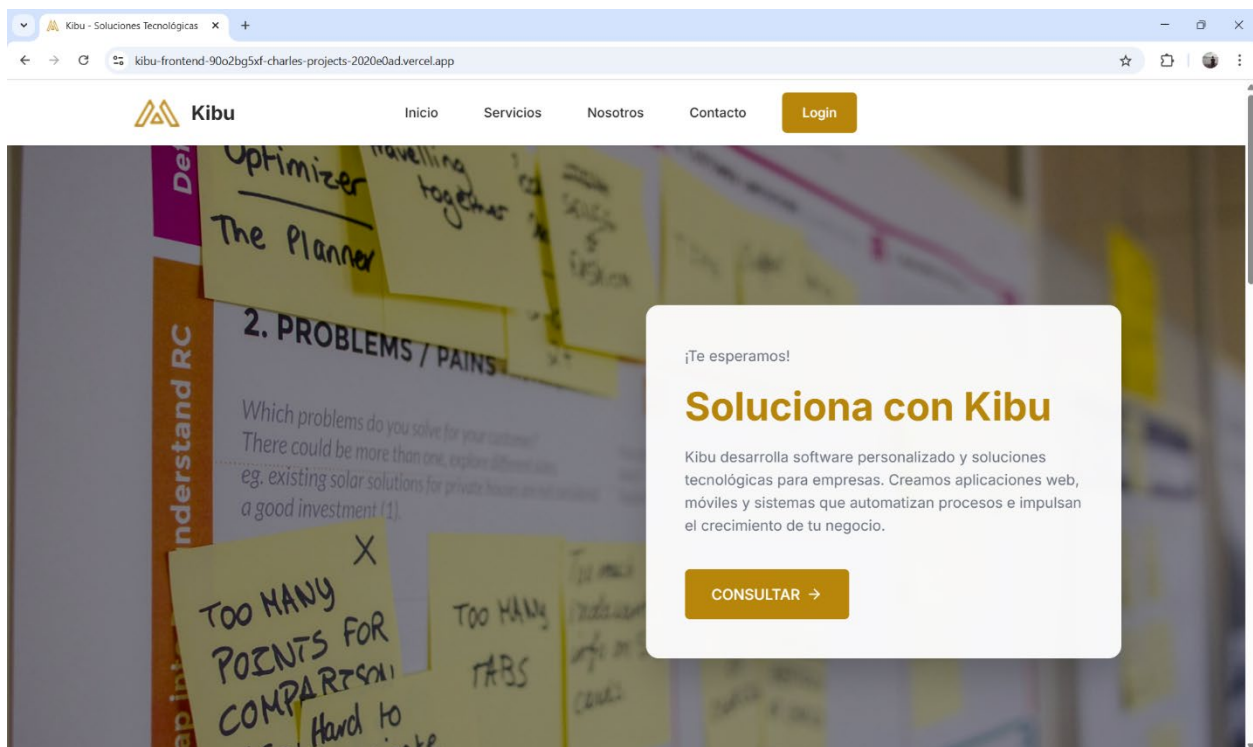 Kibu - Soluciones Tecnológicas
kibu-frontend-90o2bg5xf-charles-projects-2020e0ad.vercel.app
Kibu
Inicio
Servicios
Nosotros
Contacto
Login
Optimizer
The Planner
Travelling
together
2. PROBLEMS / PAINS
Which problems do you solve for your customer?
There could be more than one, explore different sides
eg. existing solar solutions for private houses are not
a good investment (1).
nderstand RC
TOO MANY
POINTS FOR
COMPARISON
X
TOO MANY
TABS
Hard to
¡Te esperamos!
Soluciona con Kibu
Kibu desarrolla software personalizado y soluciones
tecnológicas para empresas. Creamos aplicaciones web,
móviles y sistemas que automatizan procesos e impulsan
el crecimiento de tu negocio.
CONSULTAR →